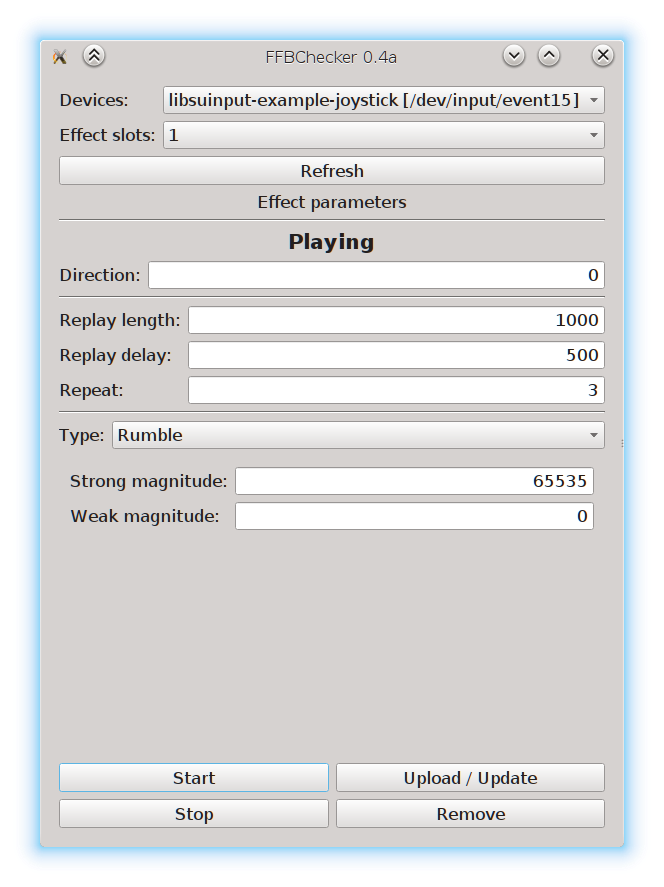 FFBChecker 0.4a
Devices: libsuinput-example-joystick [/dev/input/event15]
Effect slots: 1
Refresh
Effect parameters
Playing
Direction: 0
Replay length: 1000
Replay delay: 500
Repeat: 3
Type: Rumble
Strong magnitude: 65535
Weak magnitude: 0
Start Upload / Update
Stop Remove